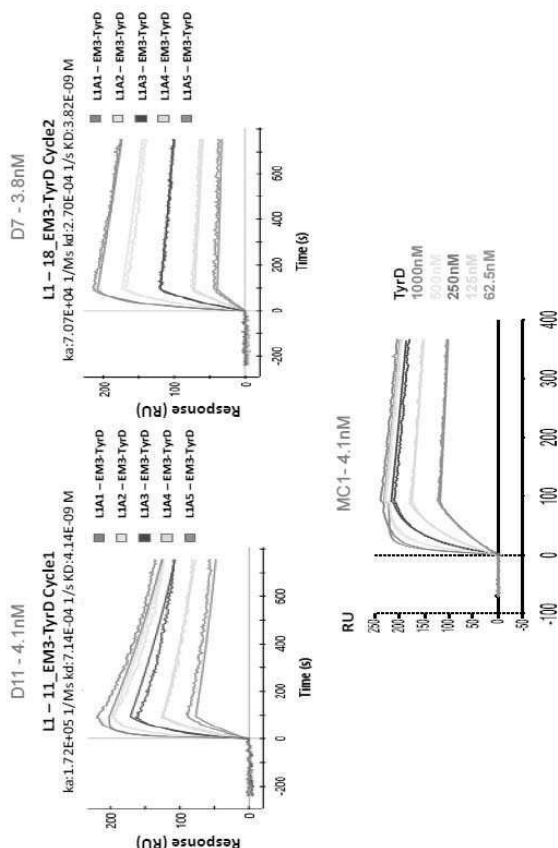 D11 - 4.1nM
L1 – 11_EM3-TyrD Cycle1
ka:1.72E+05 1/Ms kd:7.14E-04 1/s KD:4.14E-09 M
Response (RU)
200
100
0
-200
0
200
400
600
Time (s)
L1A1 – EM3-TyrD
L1A2 – EM3-TyrD
L1A3 – EM3-TyrD
L1A4 – EM3-TyrD
L1A5 – EM3-TyrD
D7 - 3.8nM
L1 – 18_EM3-TyrD Cycle2
ka:7.07E+04 1/Ms kd:2.70E-04 1/s KD:3.82E-09 M
Response (RU)
200
100
0
-200
0
200
400
600
Time (s)
L1A1 – EM3-TyrD
L1A2 – EM3-TyrD
L1A3 – EM3-TyrD
L1A4 – EM3-TyrD
L1A5 – EM3-TyrD
MC1- 4.1nM
RU
250
200
150
100
50
0
-50
-100
0
100
200
300
400
TyrD
1000nM
500nM
250nM
125nM
62.5nM